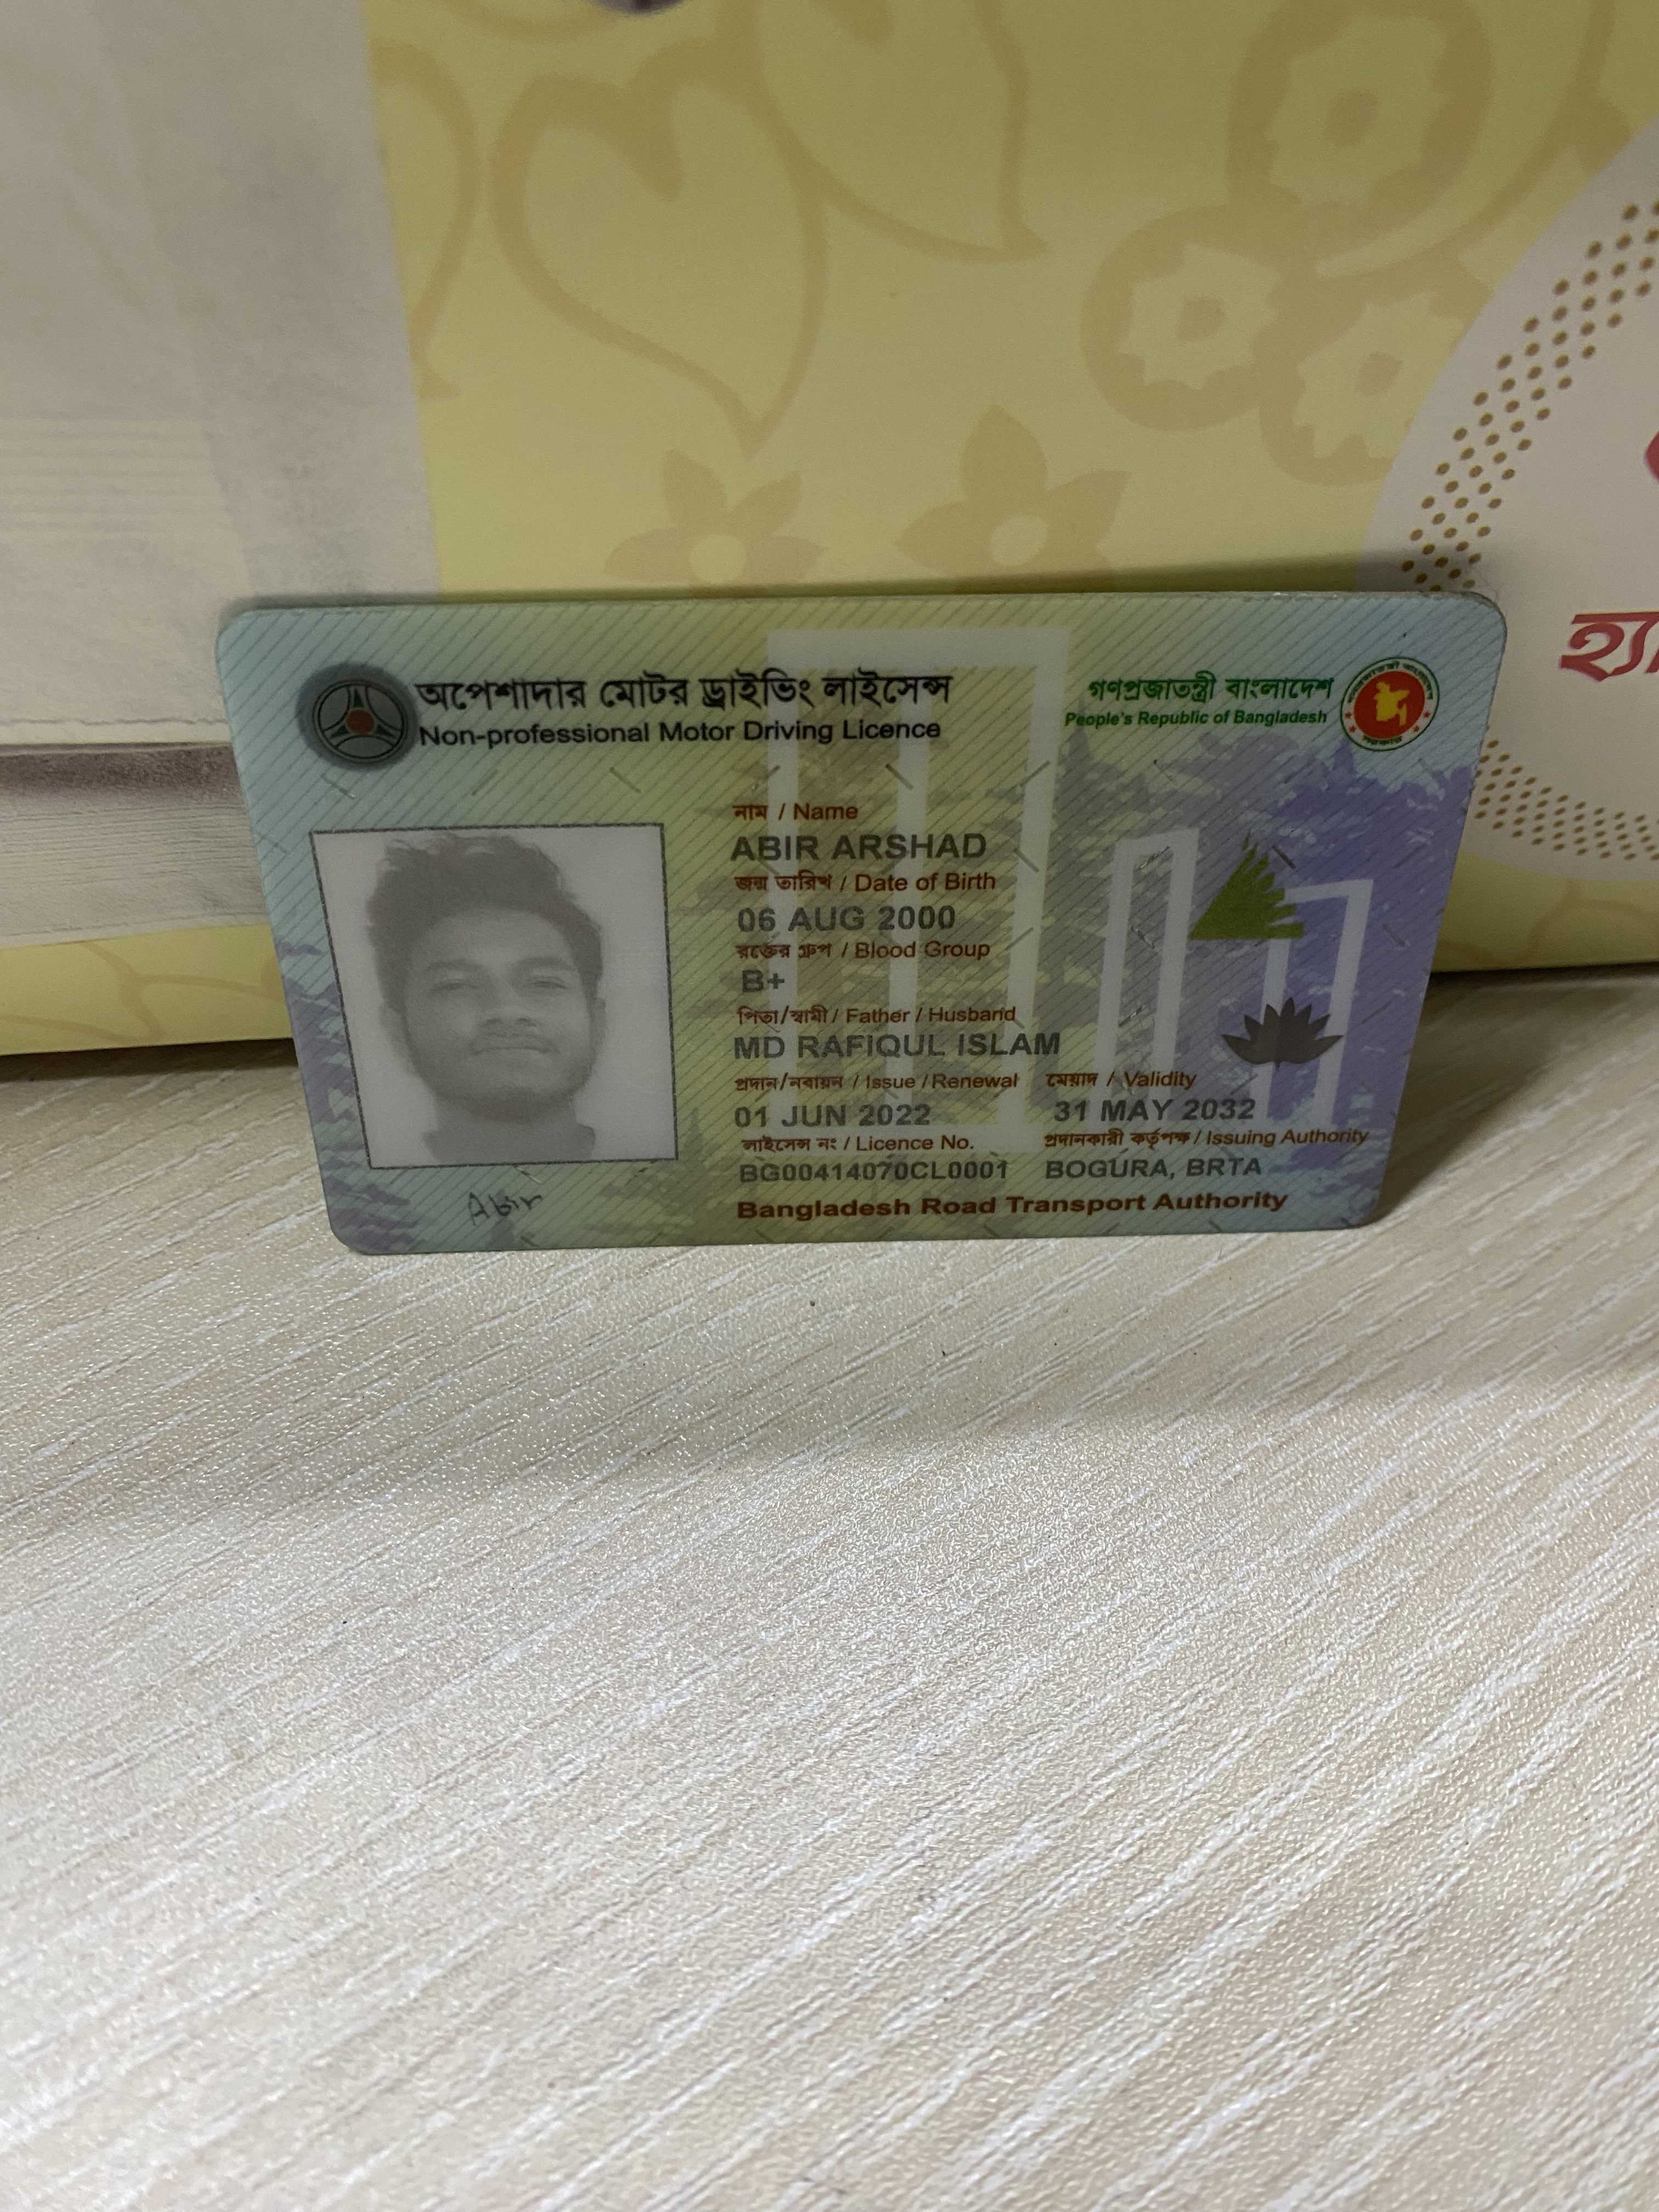 অপেশাদার মোটর ড্রাইভিং লাইসেন্স
Non-professional Motor Driving Licence
গণপ্রজাতন্ত্রী বাংলাদেশ
People's Republic of Bangladesh
নাম / Name
ABIR ARSHAD
জন্ম তারিখ / Date of Birth
06 AUG 2000
রক্তের গ্রুপ / Blood Group
B+
পিতা/স্বামী / Father / Husband
MD RAFIQUL ISLAM
প্রদান/নবায়ন / Issue / Renewal মেয়াদ / Validity
01 JUN 2022 31 MAY 2032
লাইসেন্স নং / Licence No. প্রদানকারী কর্তৃপক্ষ / Issuing Authority
BG00414070CL0001 BOGURA, BRTA
Bangladesh Road Transport Authority
Abir